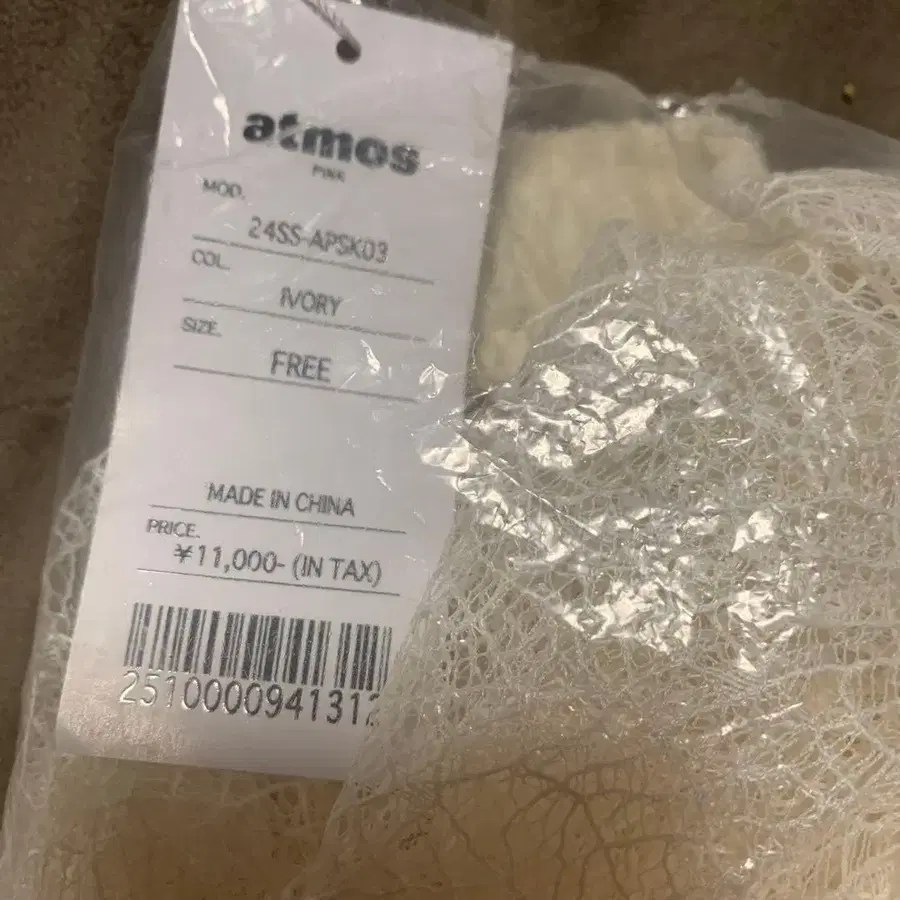 atmos
PINK
MOD.
24SS-APSK03
COL.
IVORY
SIZE.
FREE
MADE IN CHINA
PRICE.
¥11,000- (IN TAX)
2510000941312